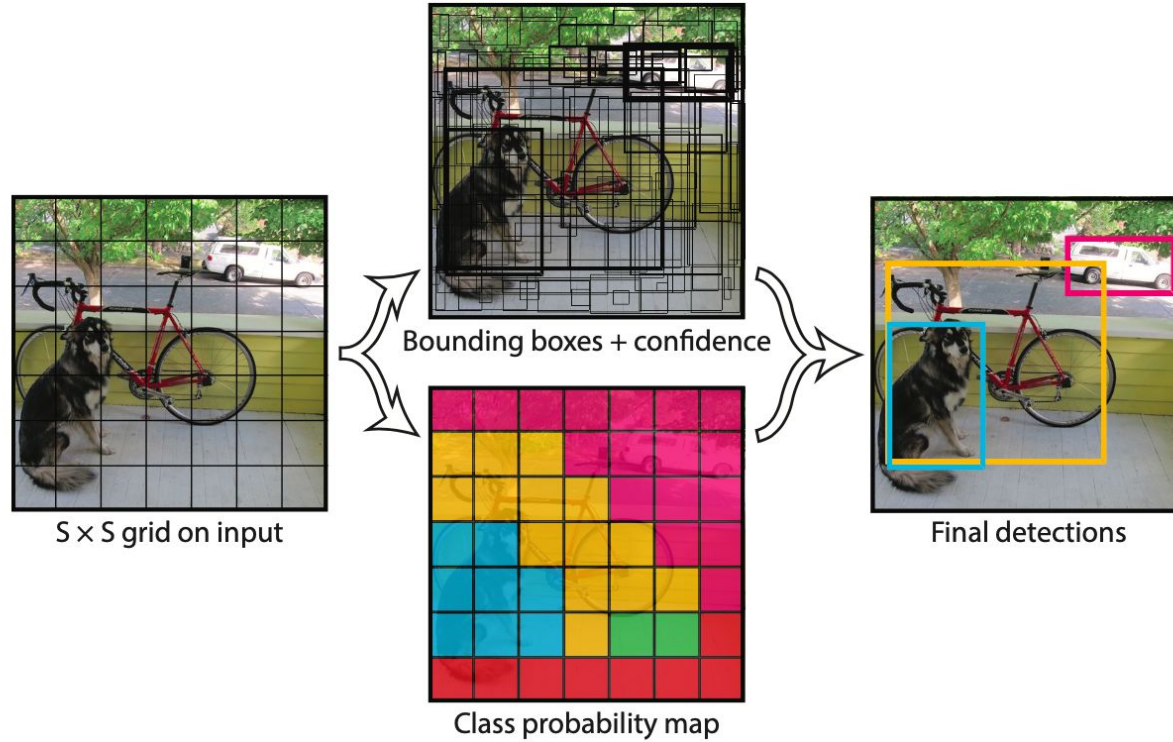 Bounding boxes + confidence
S × S grid on input
Final detections
Class probability map